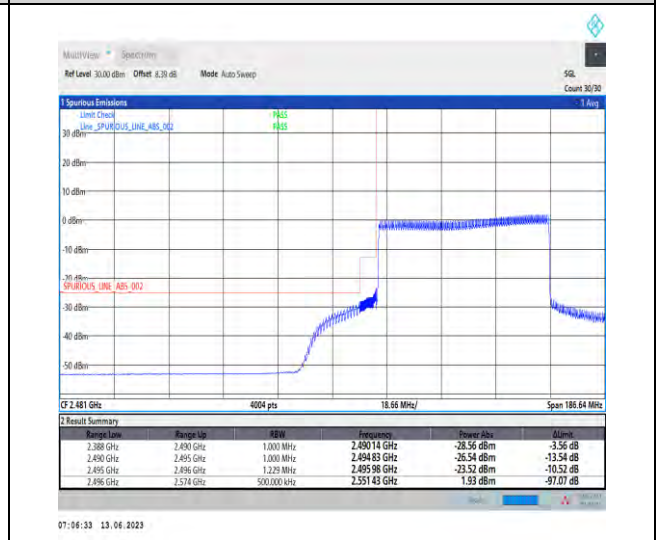 MultiView Spectrum
Ref Level 30.00 dBm Offset 8.39 dB Mode Auto Sweep SGL
Count 30/30
1 Spurious Emissions 1 Avg
Limit Check PASS
Line _SPURIOUS_LINE_ABS_002 PASS
30 dBm
20 dBm
10 dBm
0 dBm
-10 dBm
-20 dBm
SPURIOUS_LINE_ABS_002
-30 dBm
-40 dBm
-50 dBm
CF 2.481 GHz 4004 pts 18.66 MHz/ Span 186.64 MHz
2 Result Summary
Range Low Range Up RBW Frequency Power Abs ΔLimit
2.388 GHz 2.490 GHz 1.000 MHz 2.490 14 GHz -28.56 dBm -3.56 dB
2.490 GHz 2.495 GHz 1.000 MHz 2.494 83 GHz -26.54 dBm -13.54 dB
2.495 GHz 2.496 GHz 1.229 MHz 2.495 98 GHz -23.52 dBm -10.52 dB
2.496 GHz 2.574 GHz 500.000 kHz 2.551 43 GHz 1.93 dBm -97.07 dB
07:06:33 13.06.2023